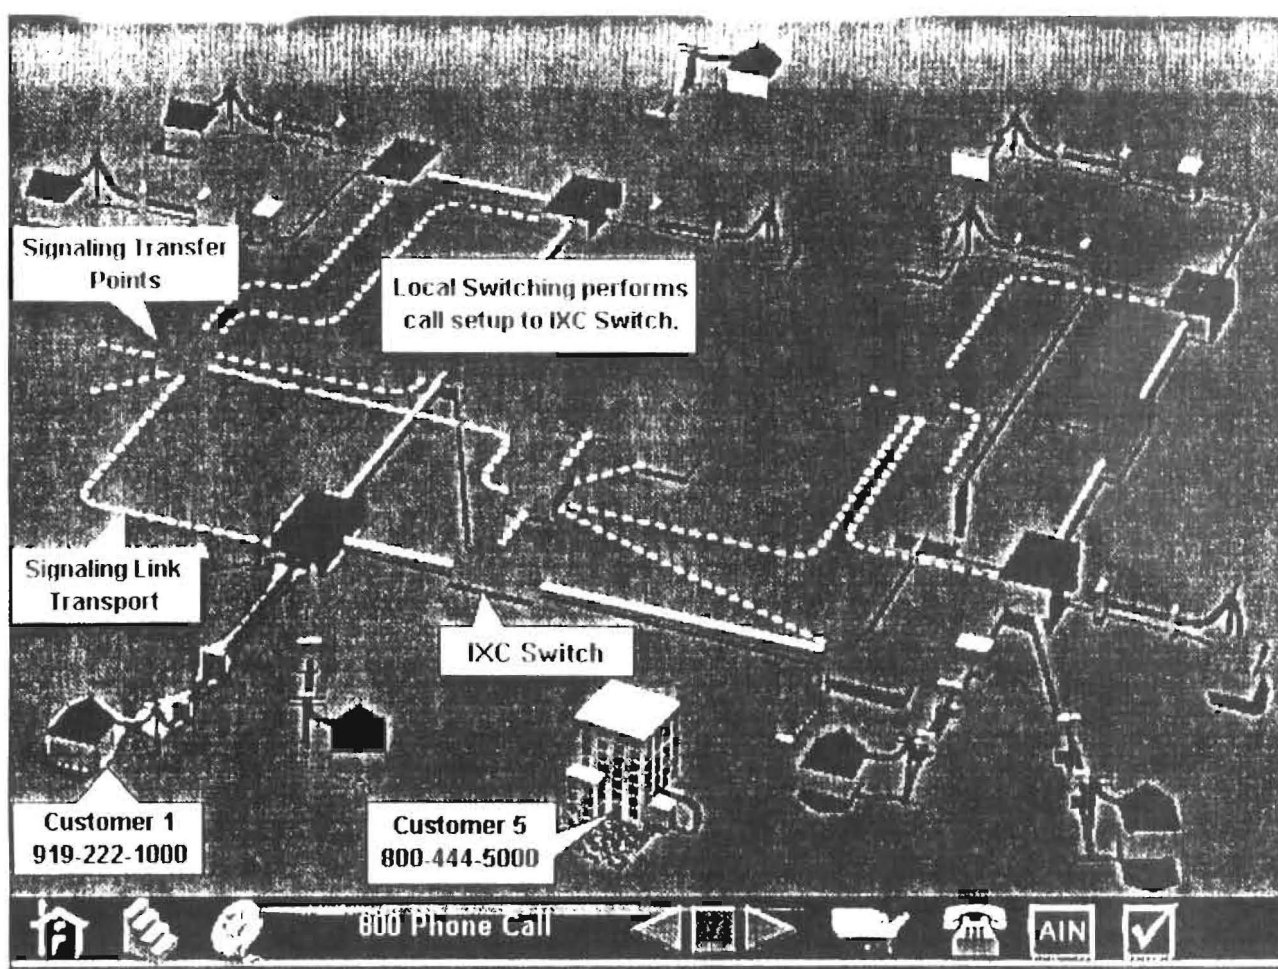 Signaling Transfer
Points
Local Switching performs
call setup to IXC Switch.
Signaling Link
Transport
IXC Switch
Customer 1
919-222-1000
Customer 5
800-444-5000
800 Phone Call
AIN